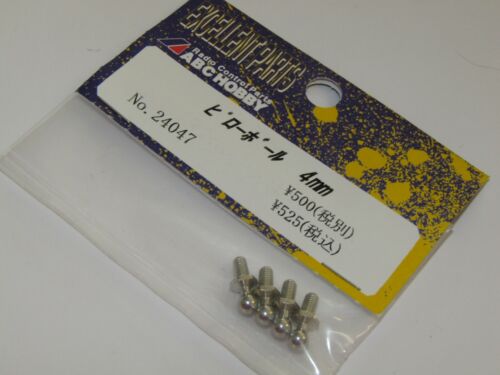 EXCELLENT PARTS
Radio Control Parts
ABC HOBBY
No. 24047
ピローボール 4mm
¥500(税別)
¥525(税込)